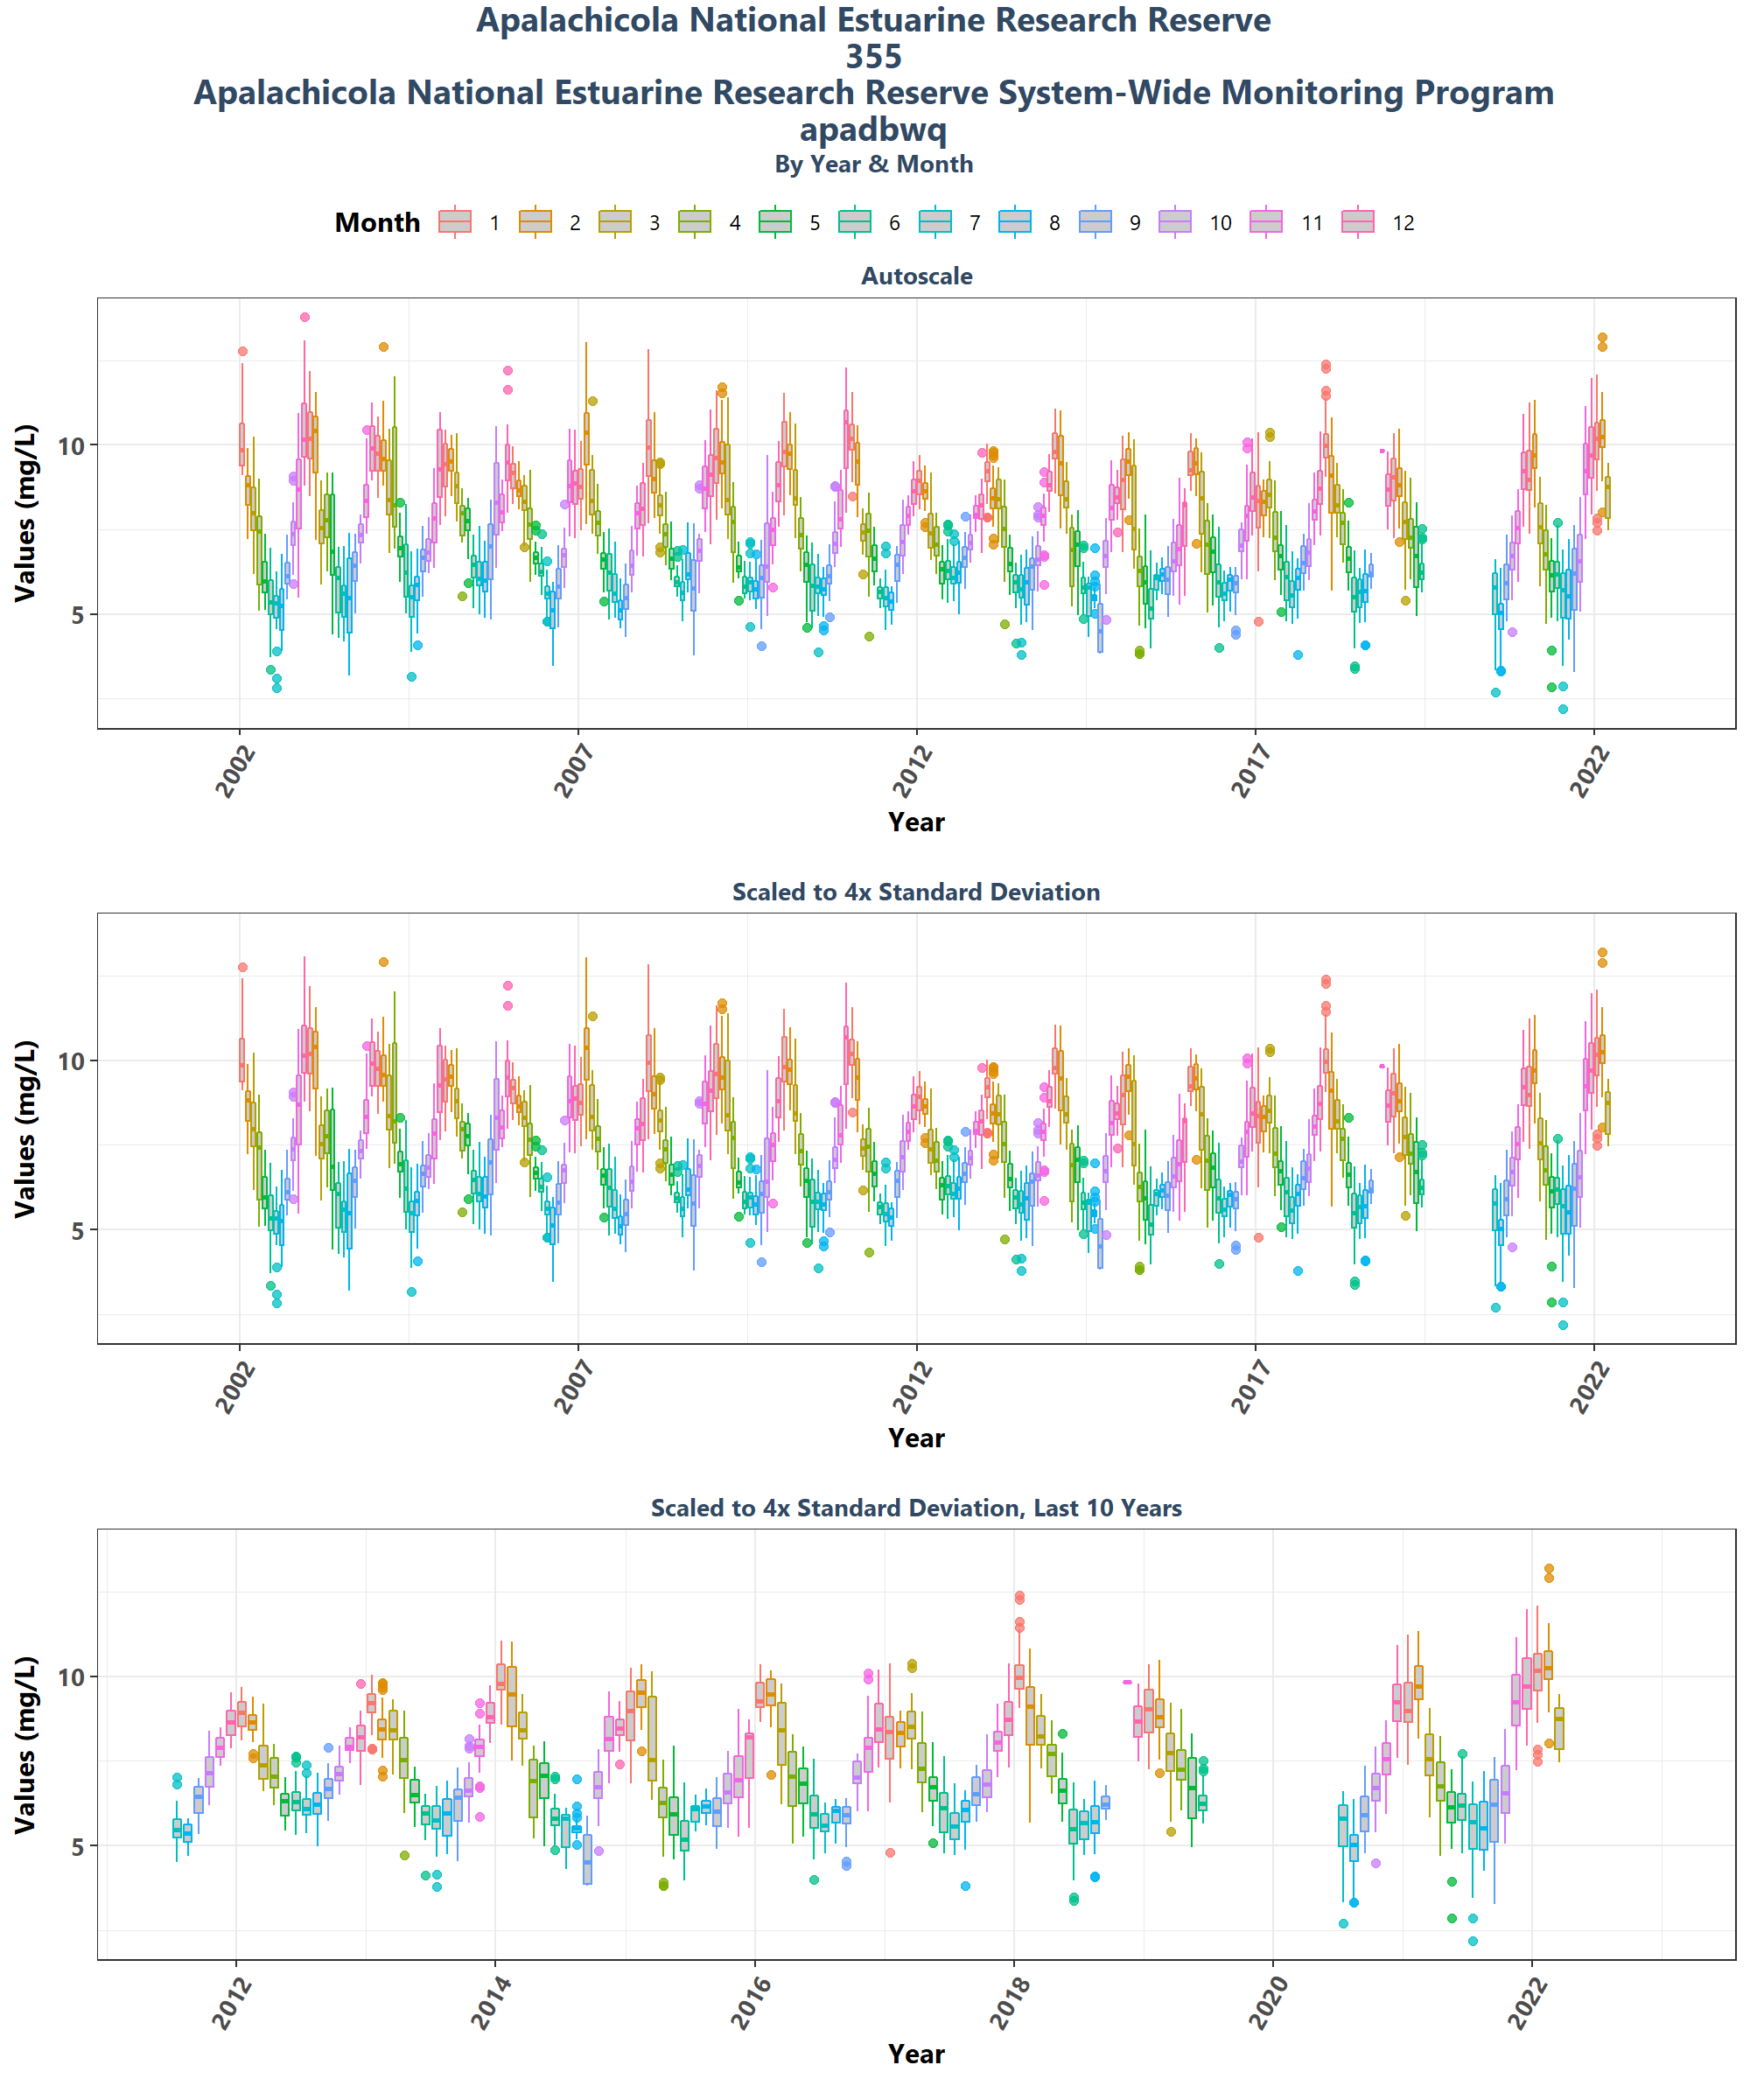 Apalachicola National Estuarine Research Reserve
355
Apalachicola National Estuarine Research Reserve System-Wide Monitoring Program
apadbwq
By Year & Month
Month 1 2 3 4 5 6 7 8 9 10 11 12
Autoscale
Values (mg/L)
10
5
2002 2007 2012 2017 2022
Year
Scaled to 4x Standard Deviation
Values (mg/L)
10
5
2002 2007 2012 2017 2022
Year
Scaled to 4x Standard Deviation, Last 10 Years
Values (mg/L)
10
5
2012 2014 2016 2018 2020 2022
Year